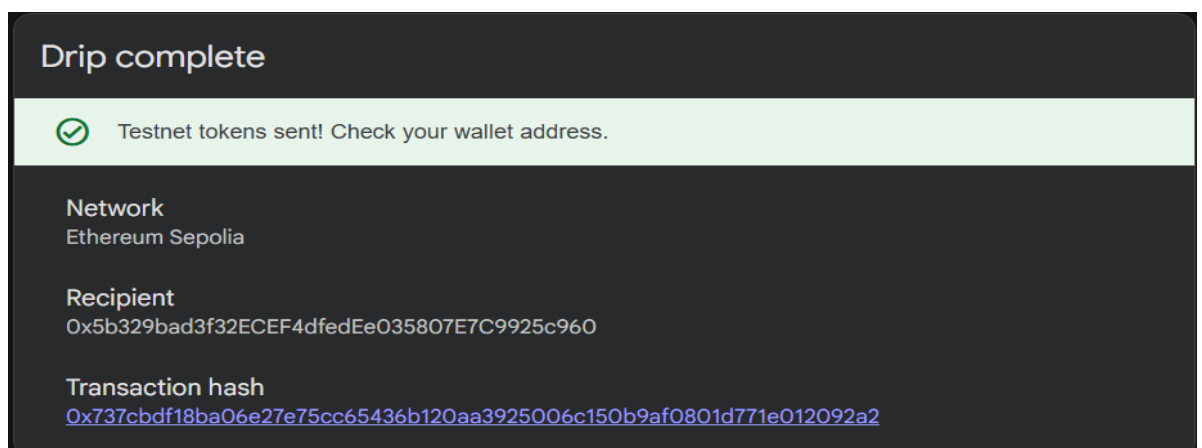 Drip complete
Testnet tokens sent! Check your wallet address.
Network
Ethereum Sepolia
Recipient
0x5b329bad3f32ECEF4dfedEe035807E7C9925c960
Transaction hash
0x737cbdf18ba06e27e75cc65436b120aa3925006c150b9af0801d771e012092a2